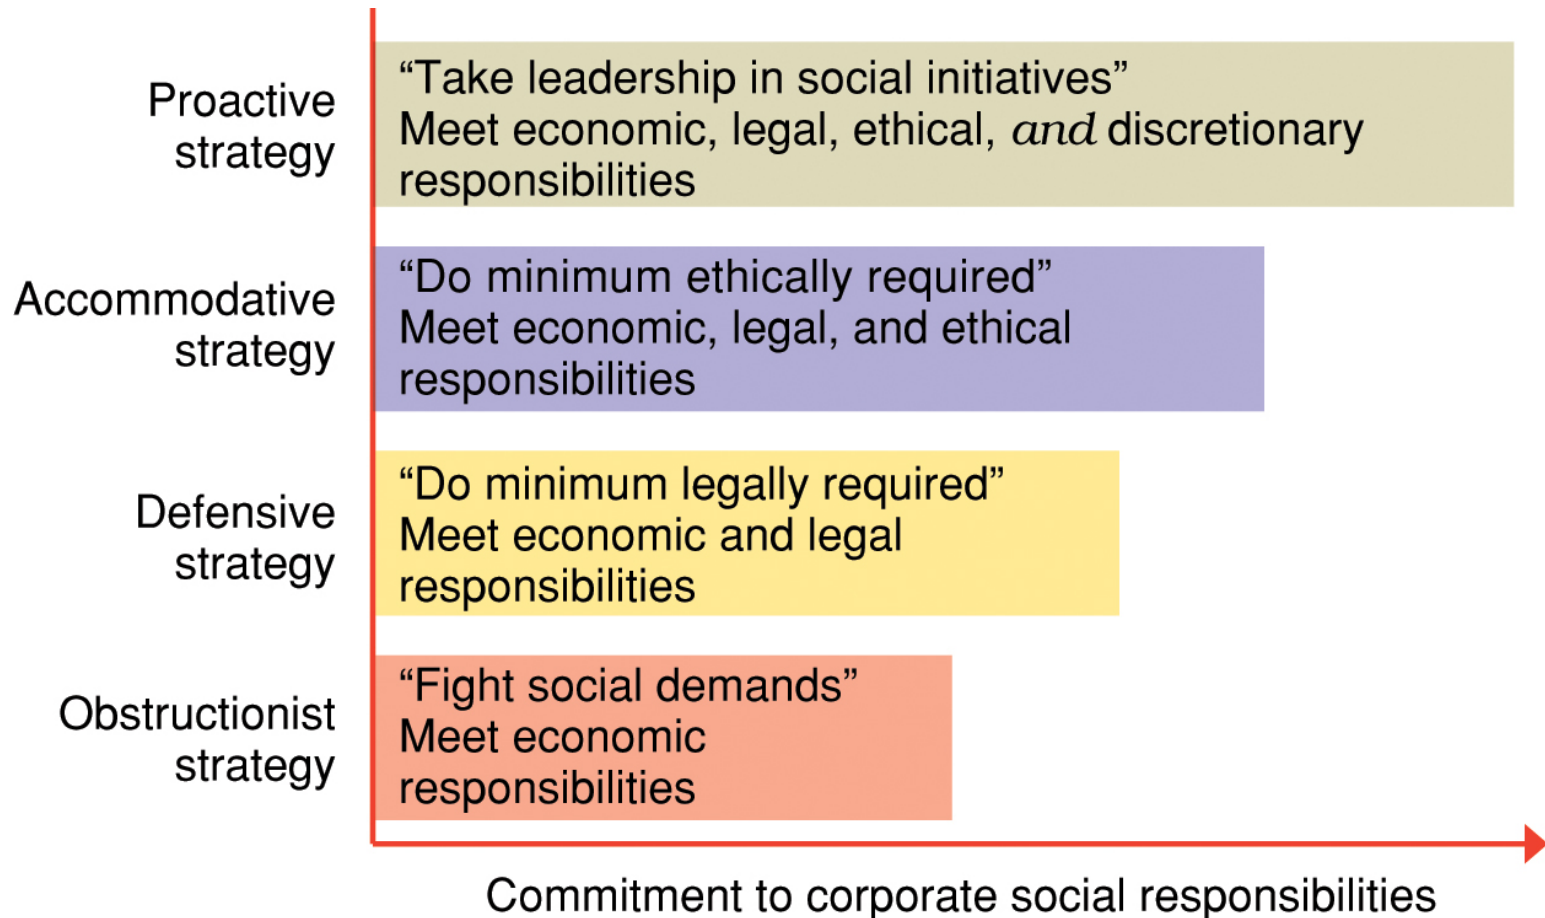 Proactive
strategy
“Take leadership in social initiatives”
Meet economic, legal, ethical, and discretionary
responsibilities
Accommodative
strategy
“Do minimum ethically required”
Meet economic, legal, and ethical
responsibilities
Defensive
strategy
“Do minimum legally required”
Meet economic and legal
responsibilities
Obstructionist
strategy
“Fight social demands”
Meet economic
responsibilities
Commitment to corporate social responsibilities